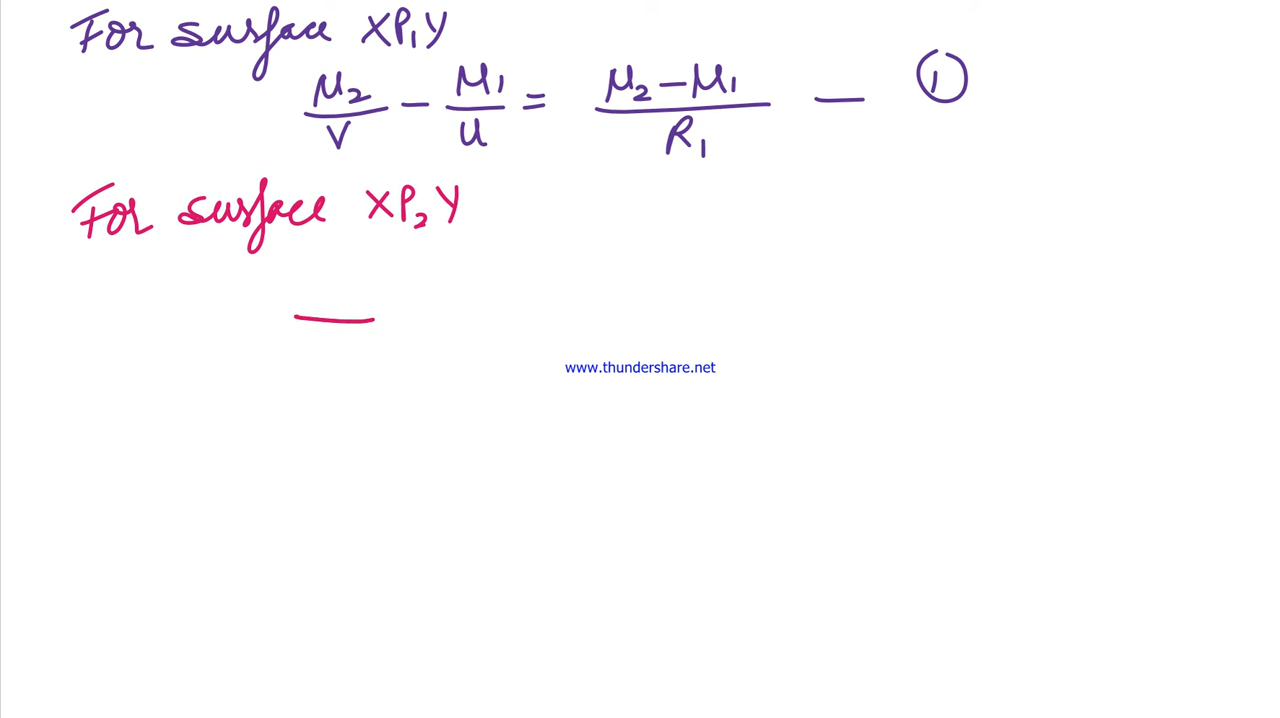 For surface XP₁Y
μ₂/v - μ₁/u = μ₂-μ₁/R₁ — ①
For surface XP₂Y
www.thundershare.net